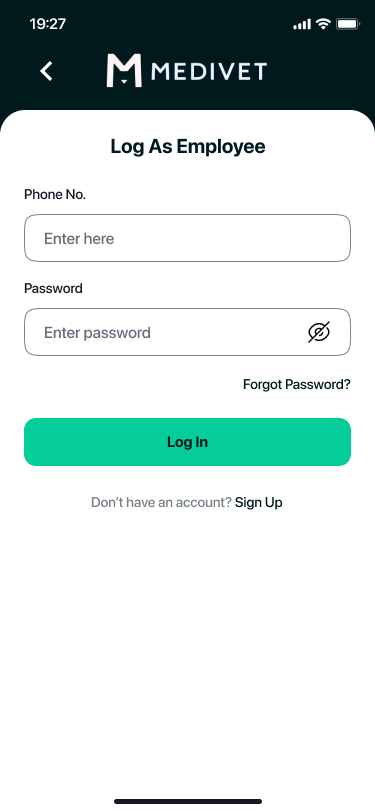 19:27
MEDIVET
Log As Employee
Phone No.
Enter here
Password
Enter password
Forgot Password?
Log In
Don’t have an account? Sign Up